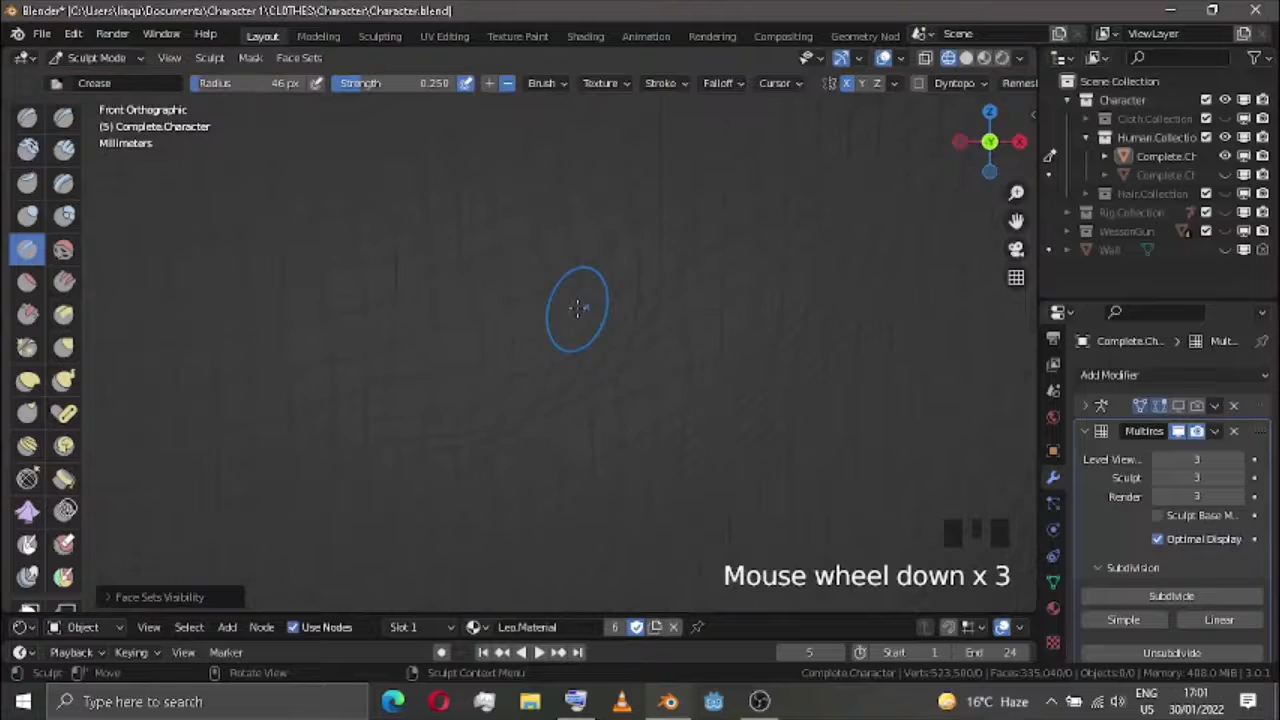 Blender* [C:\Users\liaqu\Documents\Character 1\CLOTHES\Character\Character.blend]
File Edit Render Window Help Layout Modeling Sculpting UV Editing Texture Paint Shading Animation Rendering Compositing Geometry Nod Scene ViewLayer
Sculpt Mode View Sculpt Mask Face Sets
Crease Radius 46 px Strength 0.250 Brush Texture Stroke Falloff Cursor X Y Z Dyntopo Remes
Front Orthographic
(5) Complete.Character
Millimeters
Z
Y
X
Scene Collection
Character
Cloth.Collection
Human.Collectio
Complete.Ch
Complete.Cl
Hair.Collection
Rig.Collection
WessonGun
Wall
Complete.Ch... Mult...
Add Modifier
Multires
Level View... 3
Sculpt 3
Render 3
Sculpt Base M...
Optimal Display
Subdivision
Subdivide
Simple Linear
Unsubdivide
Mouse wheel down x 3
Face Sets Visibility
Object View Select Add Node Use Nodes Slot 1 Leo.Material 6
Playback Keying View Marker 5 Start 1 End 24
Sculpt Move Rotate View Sculpt Context Menu Complete.Character | Verts:523,500/0 | Faces:335,040/0 | Objects:0/0 | Memory: 408.0 MiB | 3.0.1
Type here to search 16°C Haze ENG US 17:01 30/01/2022